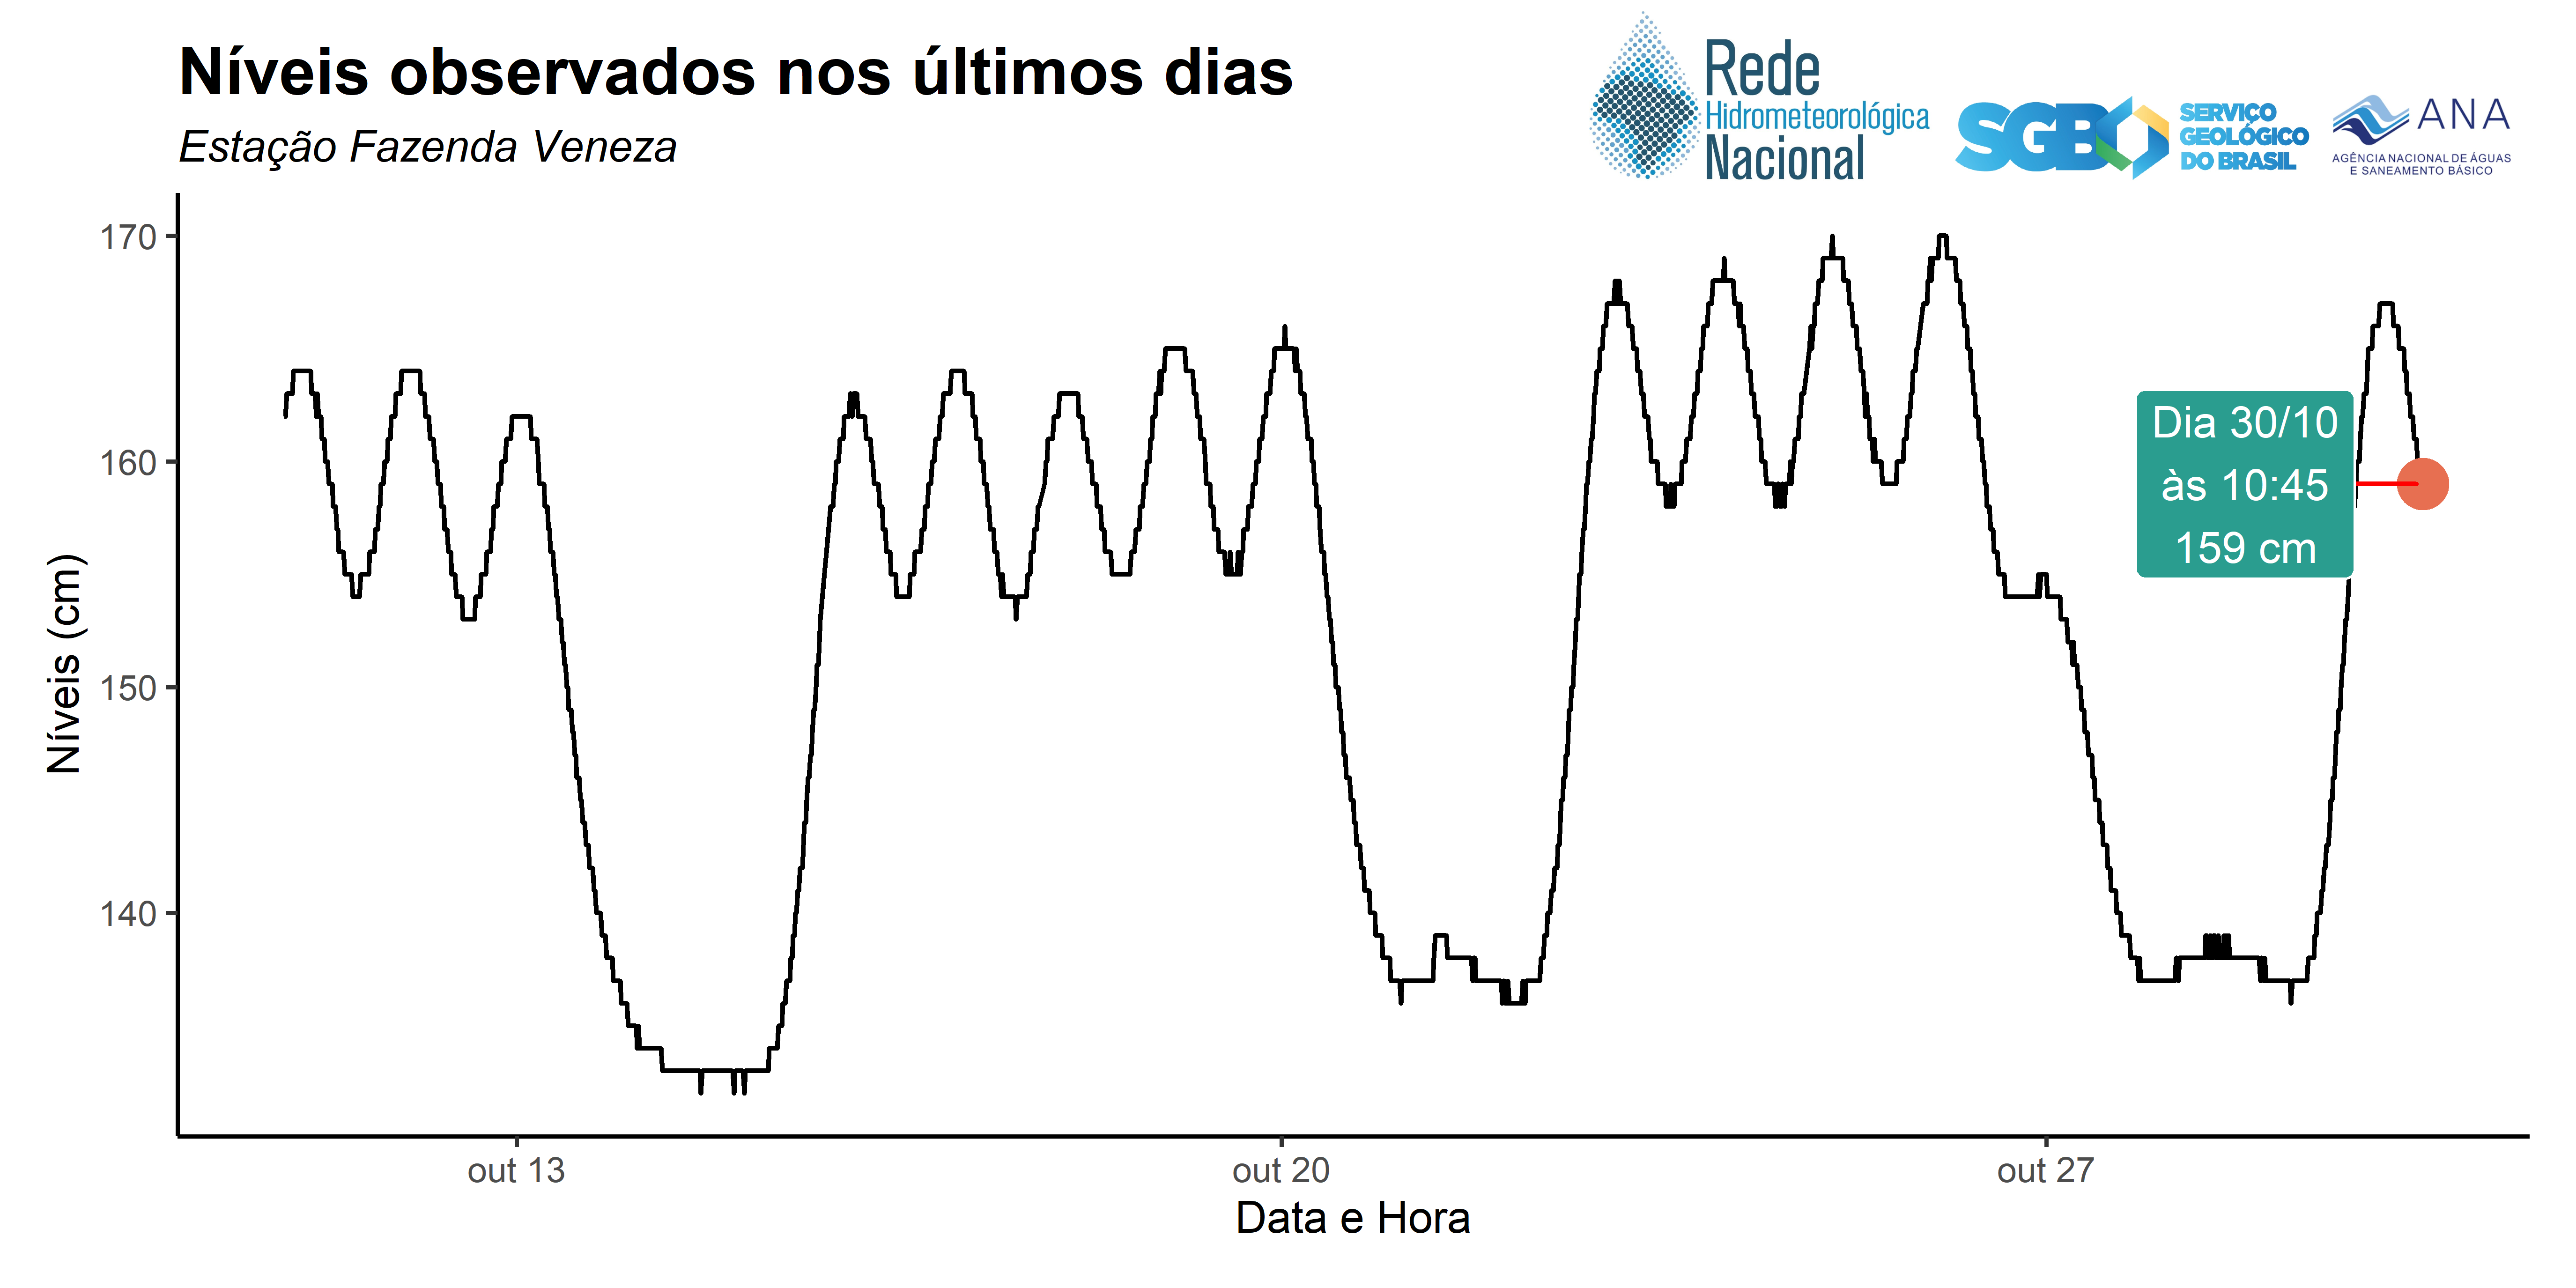 Níveis observados nos últimos dias
Estação Fazenda Veneza
Rede
Hidrometeorológica
Nacional
SGB
SERVIÇO
GEOLÓGICO
DO BRASIL
ANA
AGÊNCIA NACIONAL DE ÁGUAS
E SANEAMENTO BÁSICO
Níveis (cm)
170
160
150
140
Dia 30/10
às 10:45
159 cm
out 13
out 20
out 27
Data e Hora